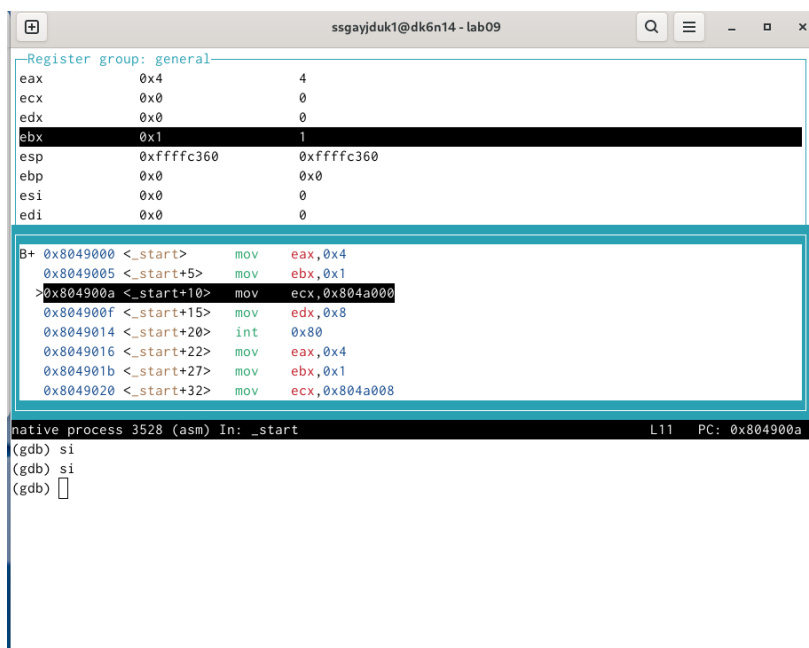 ssgayjduk1@dk6n14 - lab09
Register group: general
eax 0x4 4
ecx 0x0 0
edx 0x0 0
ebx 0x1 1
esp 0xffffc360 0xffffc360
ebp 0x0 0x0
esi 0x0 0
edi 0x0 0
B+ 0x8049000 <_start> mov eax,0x4
0x8049005 <_start+5> mov ebx,0x1
>0x804900a <_start+10> mov ecx,0x804a000
0x804900f <_start+15> mov edx,0x8
0x8049014 <_start+20> int 0x80
0x8049016 <_start+22> mov eax,0x4
0x804901b <_start+27> mov ebx,0x1
0x8049020 <_start+32> mov ecx,0x804a008
native process 3528 (asm) In: _start L11 PC: 0x804900a
(gdb) si
(gdb) si
(gdb)